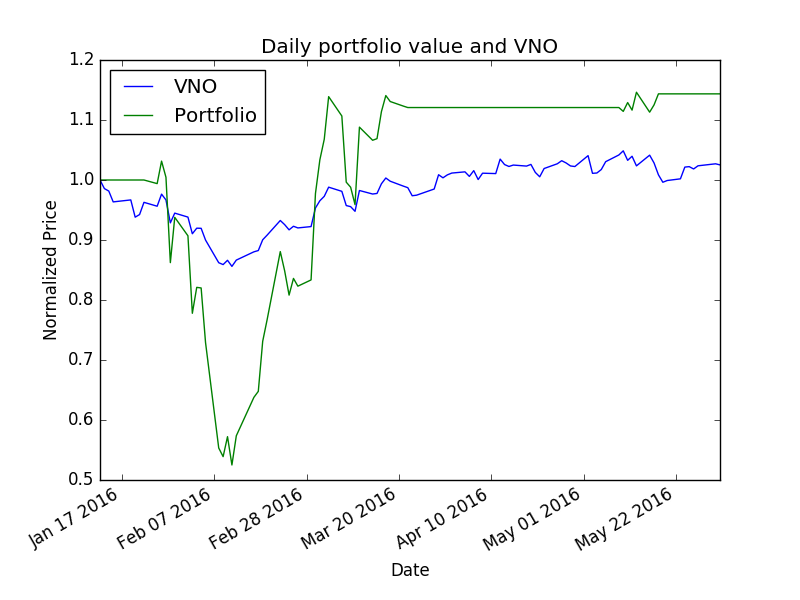 Daily portfolio value and VNO
VNO
Portfolio
1.2
1.1
1.0
0.9
0.8
0.7
0.6
0.5
Normalized Price
Jan 17 2016
Feb 07 2016
Feb 28 2016
Mar 20 2016
Apr 10 2016
May 01 2016
May 22 2016
Date